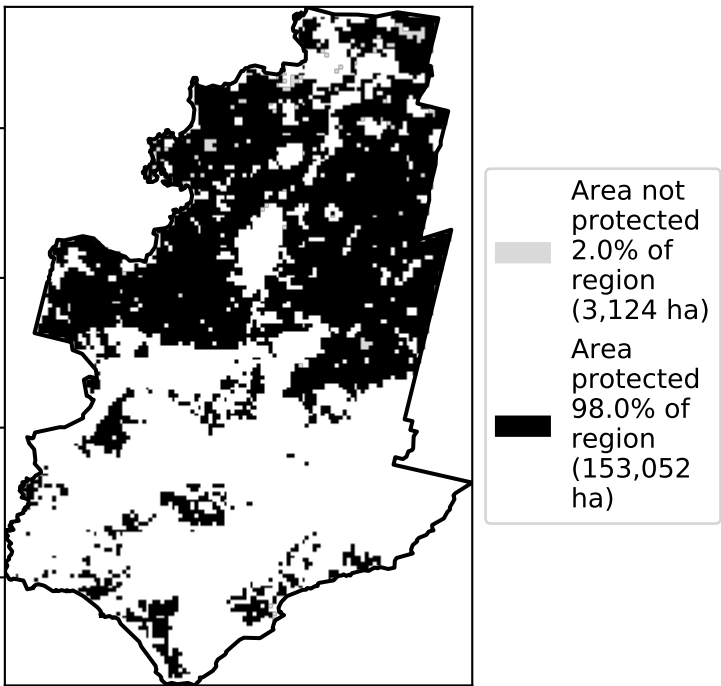 Area not
protected
2.0% of
region
(3,124 ha)
Area
protected
98.0% of
region
(153,052
ha)